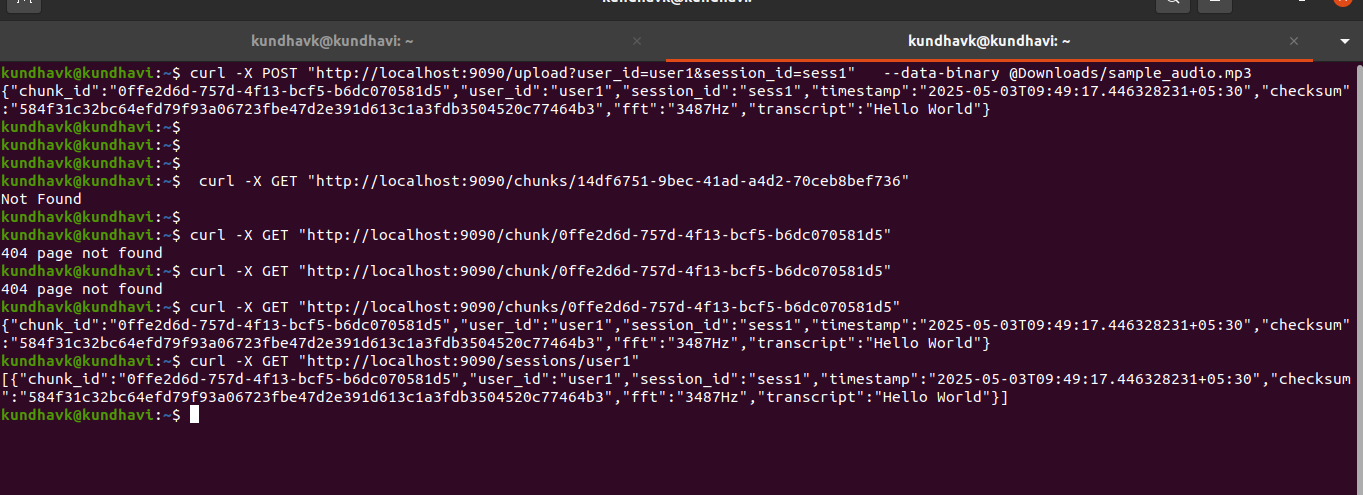 kundhavk@kundhavi: ~
kundhavk@kundhavi: ~
kundhavk@kundhavi:~$ curl -X POST "http://localhost:9090/upload?user_id=user1&session_id=sess1"   --data-binary @Downloads/sample_audio.mp3
{"chunk_id":"0ffe2d6d-757d-4f13-bcf5-b6dc070581d5","user_id":"user1","session_id":"sess1","timestamp":"2025-05-03T09:49:17.446328231+05:30","checksum"
:"584f31c32bc64efd79f93a06723fbe47d2e391d613c1a3fdb3504520c77464b3","fft":"3487Hz","transcript":"Hello World"}
kundhavk@kundhavi:~$
kundhavk@kundhavi:~$
kundhavk@kundhavi:~$
kundhavk@kundhavi:~$  curl -X GET "http://localhost:9090/chunks/14df6751-9bec-41ad-a4d2-70ceb8bef736"
Not Found
kundhavk@kundhavi:~$
kundhavk@kundhavi:~$ curl -X GET "http://localhost:9090/chunk/0ffe2d6d-757d-4f13-bcf5-b6dc070581d5"
404 page not found
kundhavk@kundhavi:~$ curl -X GET "http://localhost:9090/chunk/0ffe2d6d-757d-4f13-bcf5-b6dc070581d5"
404 page not found
kundhavk@kundhavi:~$ curl -X GET "http://localhost:9090/chunks/0ffe2d6d-757d-4f13-bcf5-b6dc070581d5"
{"chunk_id":"0ffe2d6d-757d-4f13-bcf5-b6dc070581d5","user_id":"user1","session_id":"sess1","timestamp":"2025-05-03T09:49:17.446328231+05:30","checksum"
:"584f31c32bc64efd79f93a06723fbe47d2e391d613c1a3fdb3504520c77464b3","fft":"3487Hz","transcript":"Hello World"}
kundhavk@kundhavi:~$ curl -X GET "http://localhost:9090/sessions/user1"
[{"chunk_id":"0ffe2d6d-757d-4f13-bcf5-b6dc070581d5","user_id":"user1","session_id":"sess1","timestamp":"2025-05-03T09:49:17.446328231+05:30","checksum
":"584f31c32bc64efd79f93a06723fbe47d2e391d613c1a3fdb3504520c77464b3","fft":"3487Hz","transcript":"Hello World"}]
kundhavk@kundhavi:~$